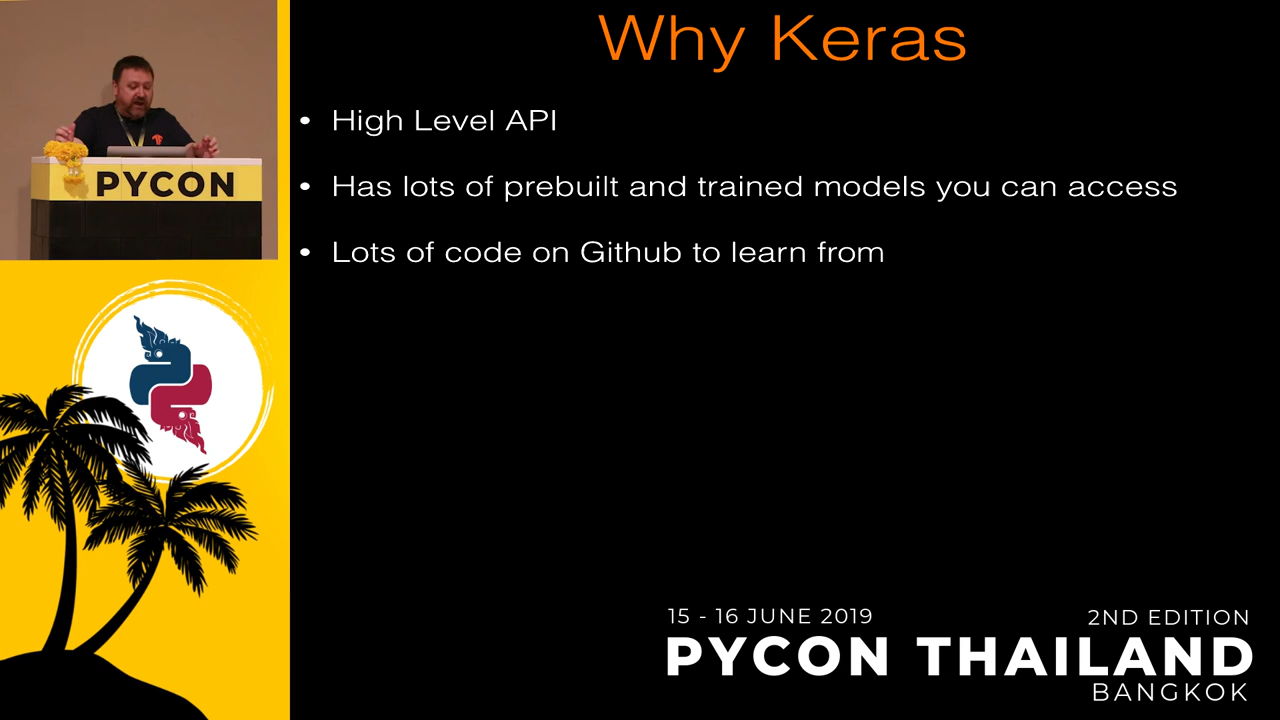 Why Keras
• High Level API
• Has lots of prebuilt and trained models you can access
• Lots of code on Github to learn from
PYCON
15 - 16 JUNE 2019
2ND EDITION
PYCON THAILAND
BANGKOK